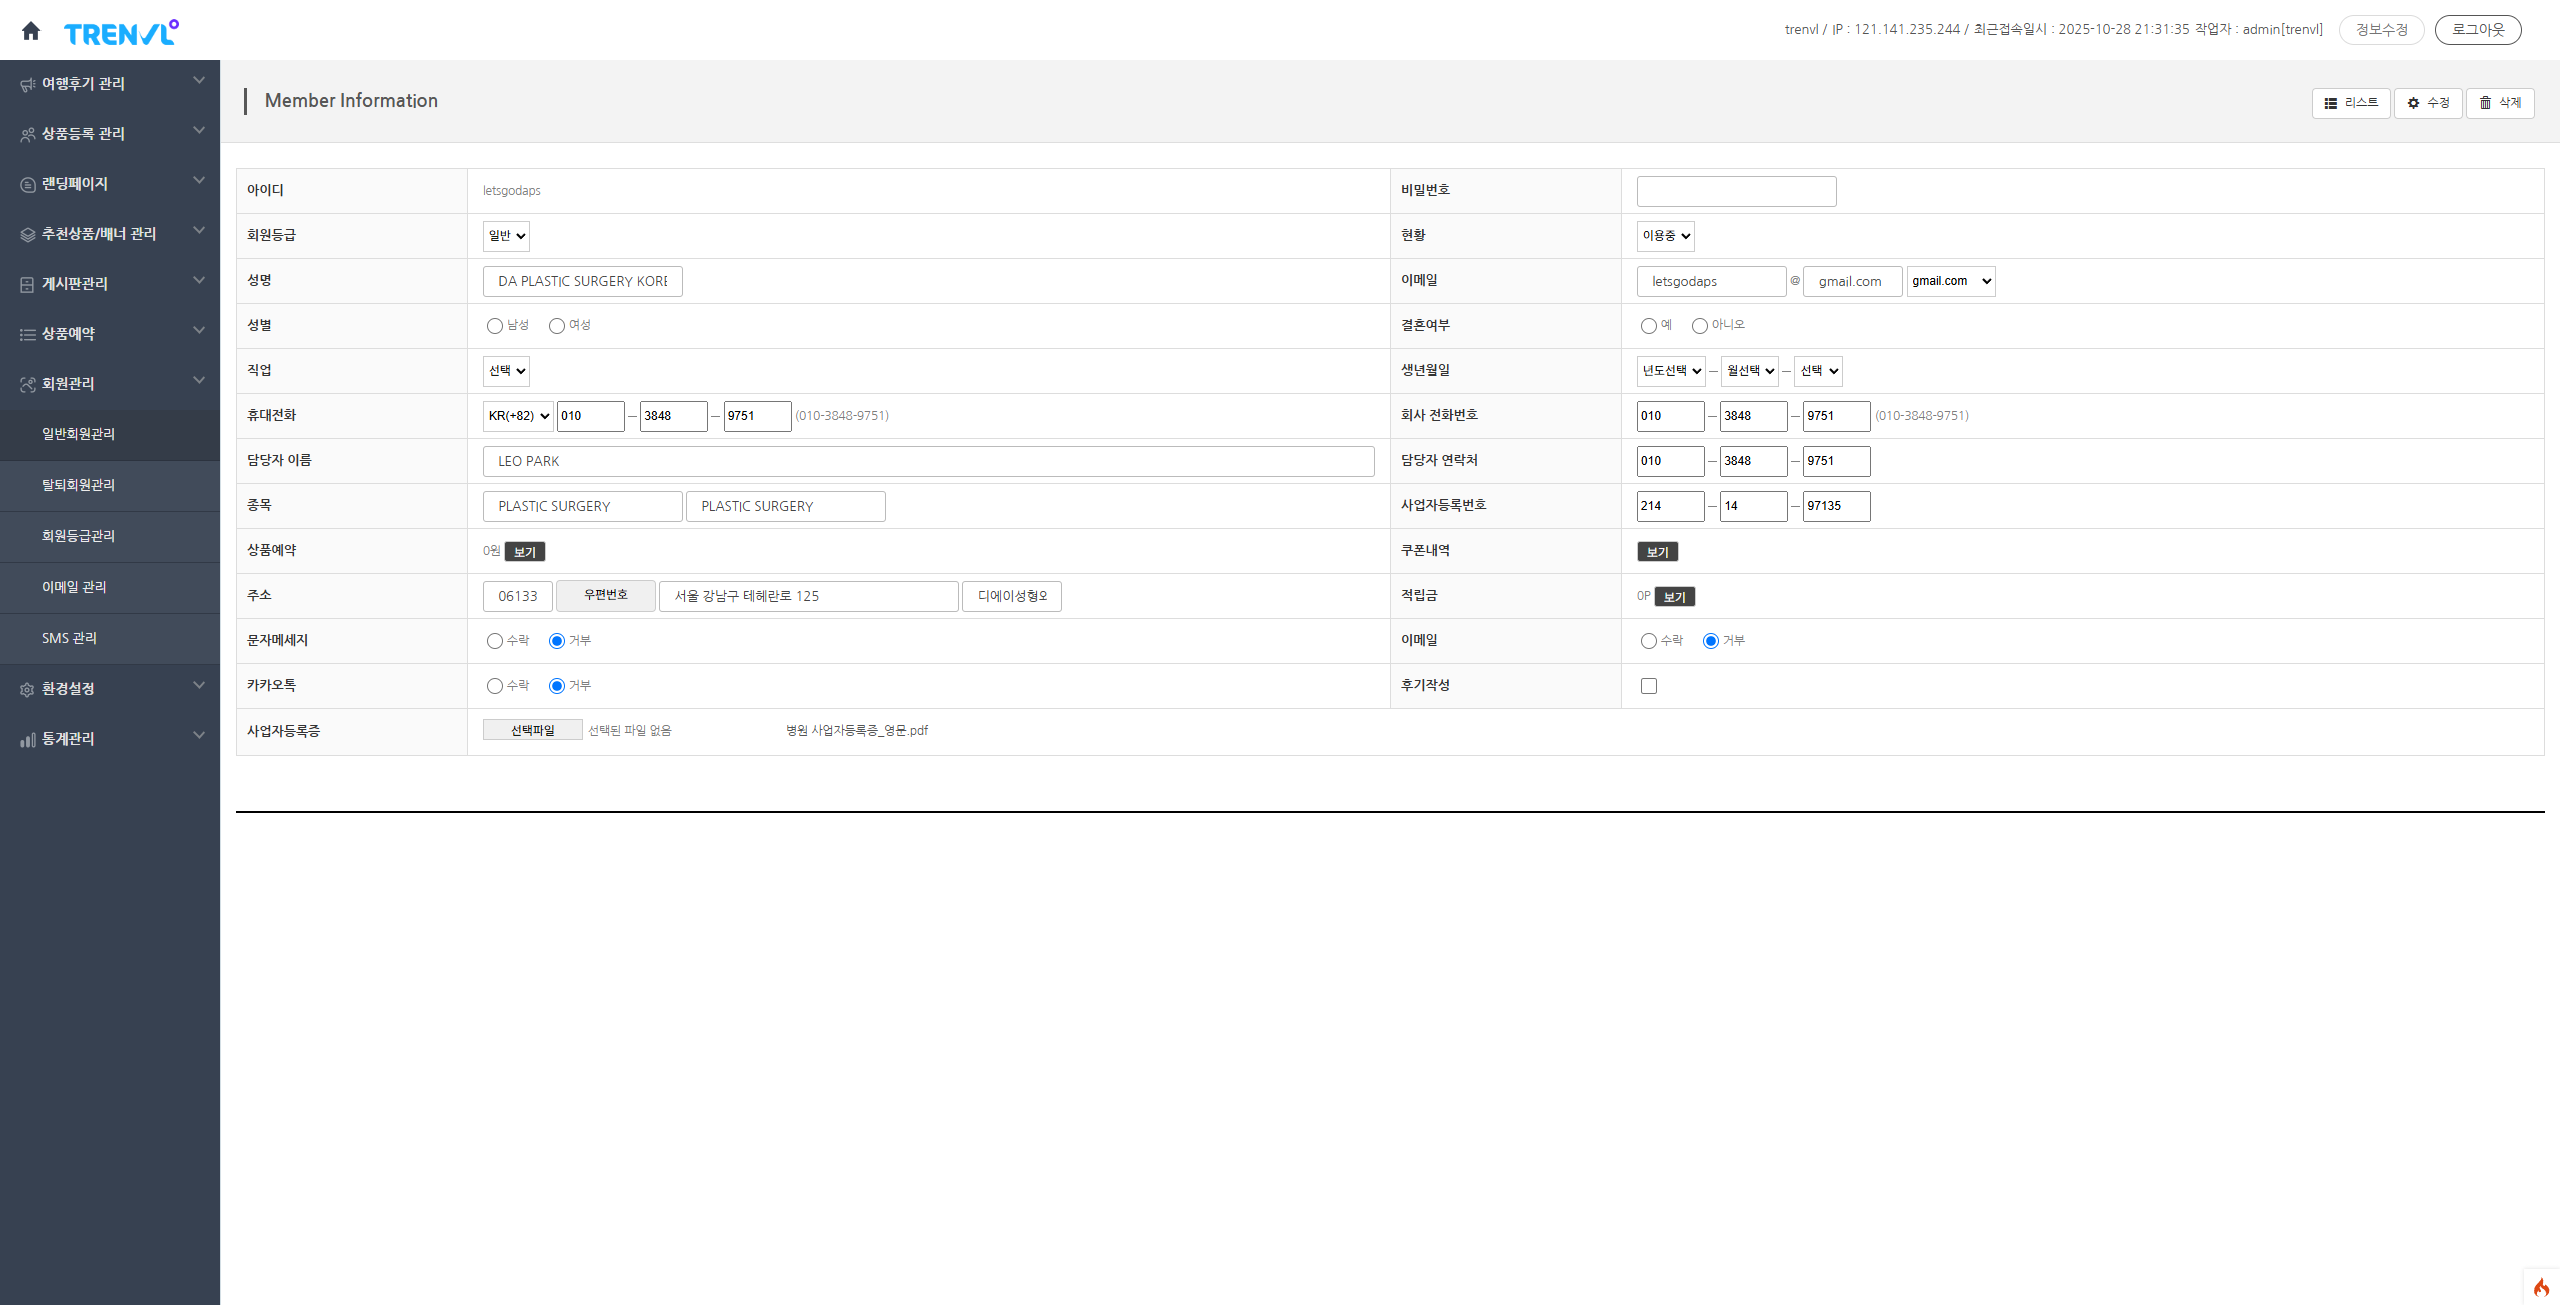 TRENVL
trenvl / IP : 121.141.235.244 / 최근접속일시 : 2025-10-28 21:31:35 작업자 : admin[trenvl] 정보수정 로그아웃
여행후기 관리
상품등록 관리
랜딩페이지
추천상품/배너 관리
게시판관리
상품예약
회원관리
일반회원관리
탈퇴회원관리
회원등급관리
이메일 관리
SMS 관리
환경설정
통계관리
Member Information
리스트 수정 삭제
아이디 letsgodaps 비밀번호
회원등급 일반 현황 이용중
성명 DA PLASTIC SURGERY KORE 이메일 letsgodaps @ gmail.com gmail.com
성별 남성 여성 결혼여부 예 아니오
직업 선택 생년월일 년도선택 - 월선택 - 선택
휴대전화 KR(+82) 010 - 3848 - 9751 (010-3848-9751) 회사 전화번호 010 - 3848 - 9751 (010-3848-9751)
담당자 이름 LEO PARK 담당자 연락처 010 - 3848 - 9751
종목 PLASTIC SURGERY PLASTIC SURGERY 사업자등록번호 214 - 14 - 97135
상품예약 0원 보기 쿠폰내역 보기
주소 06133 우편번호 서울 강남구 테헤란로 125 디에이성형외 적립금 0P 보기
문자메세지 수락 거부 이메일 수락 거부
카카오톡 수락 거부 후기작성
사업자등록증 선택파일 선택된 파일 없음 병원 사업자등록증_영문.pdf